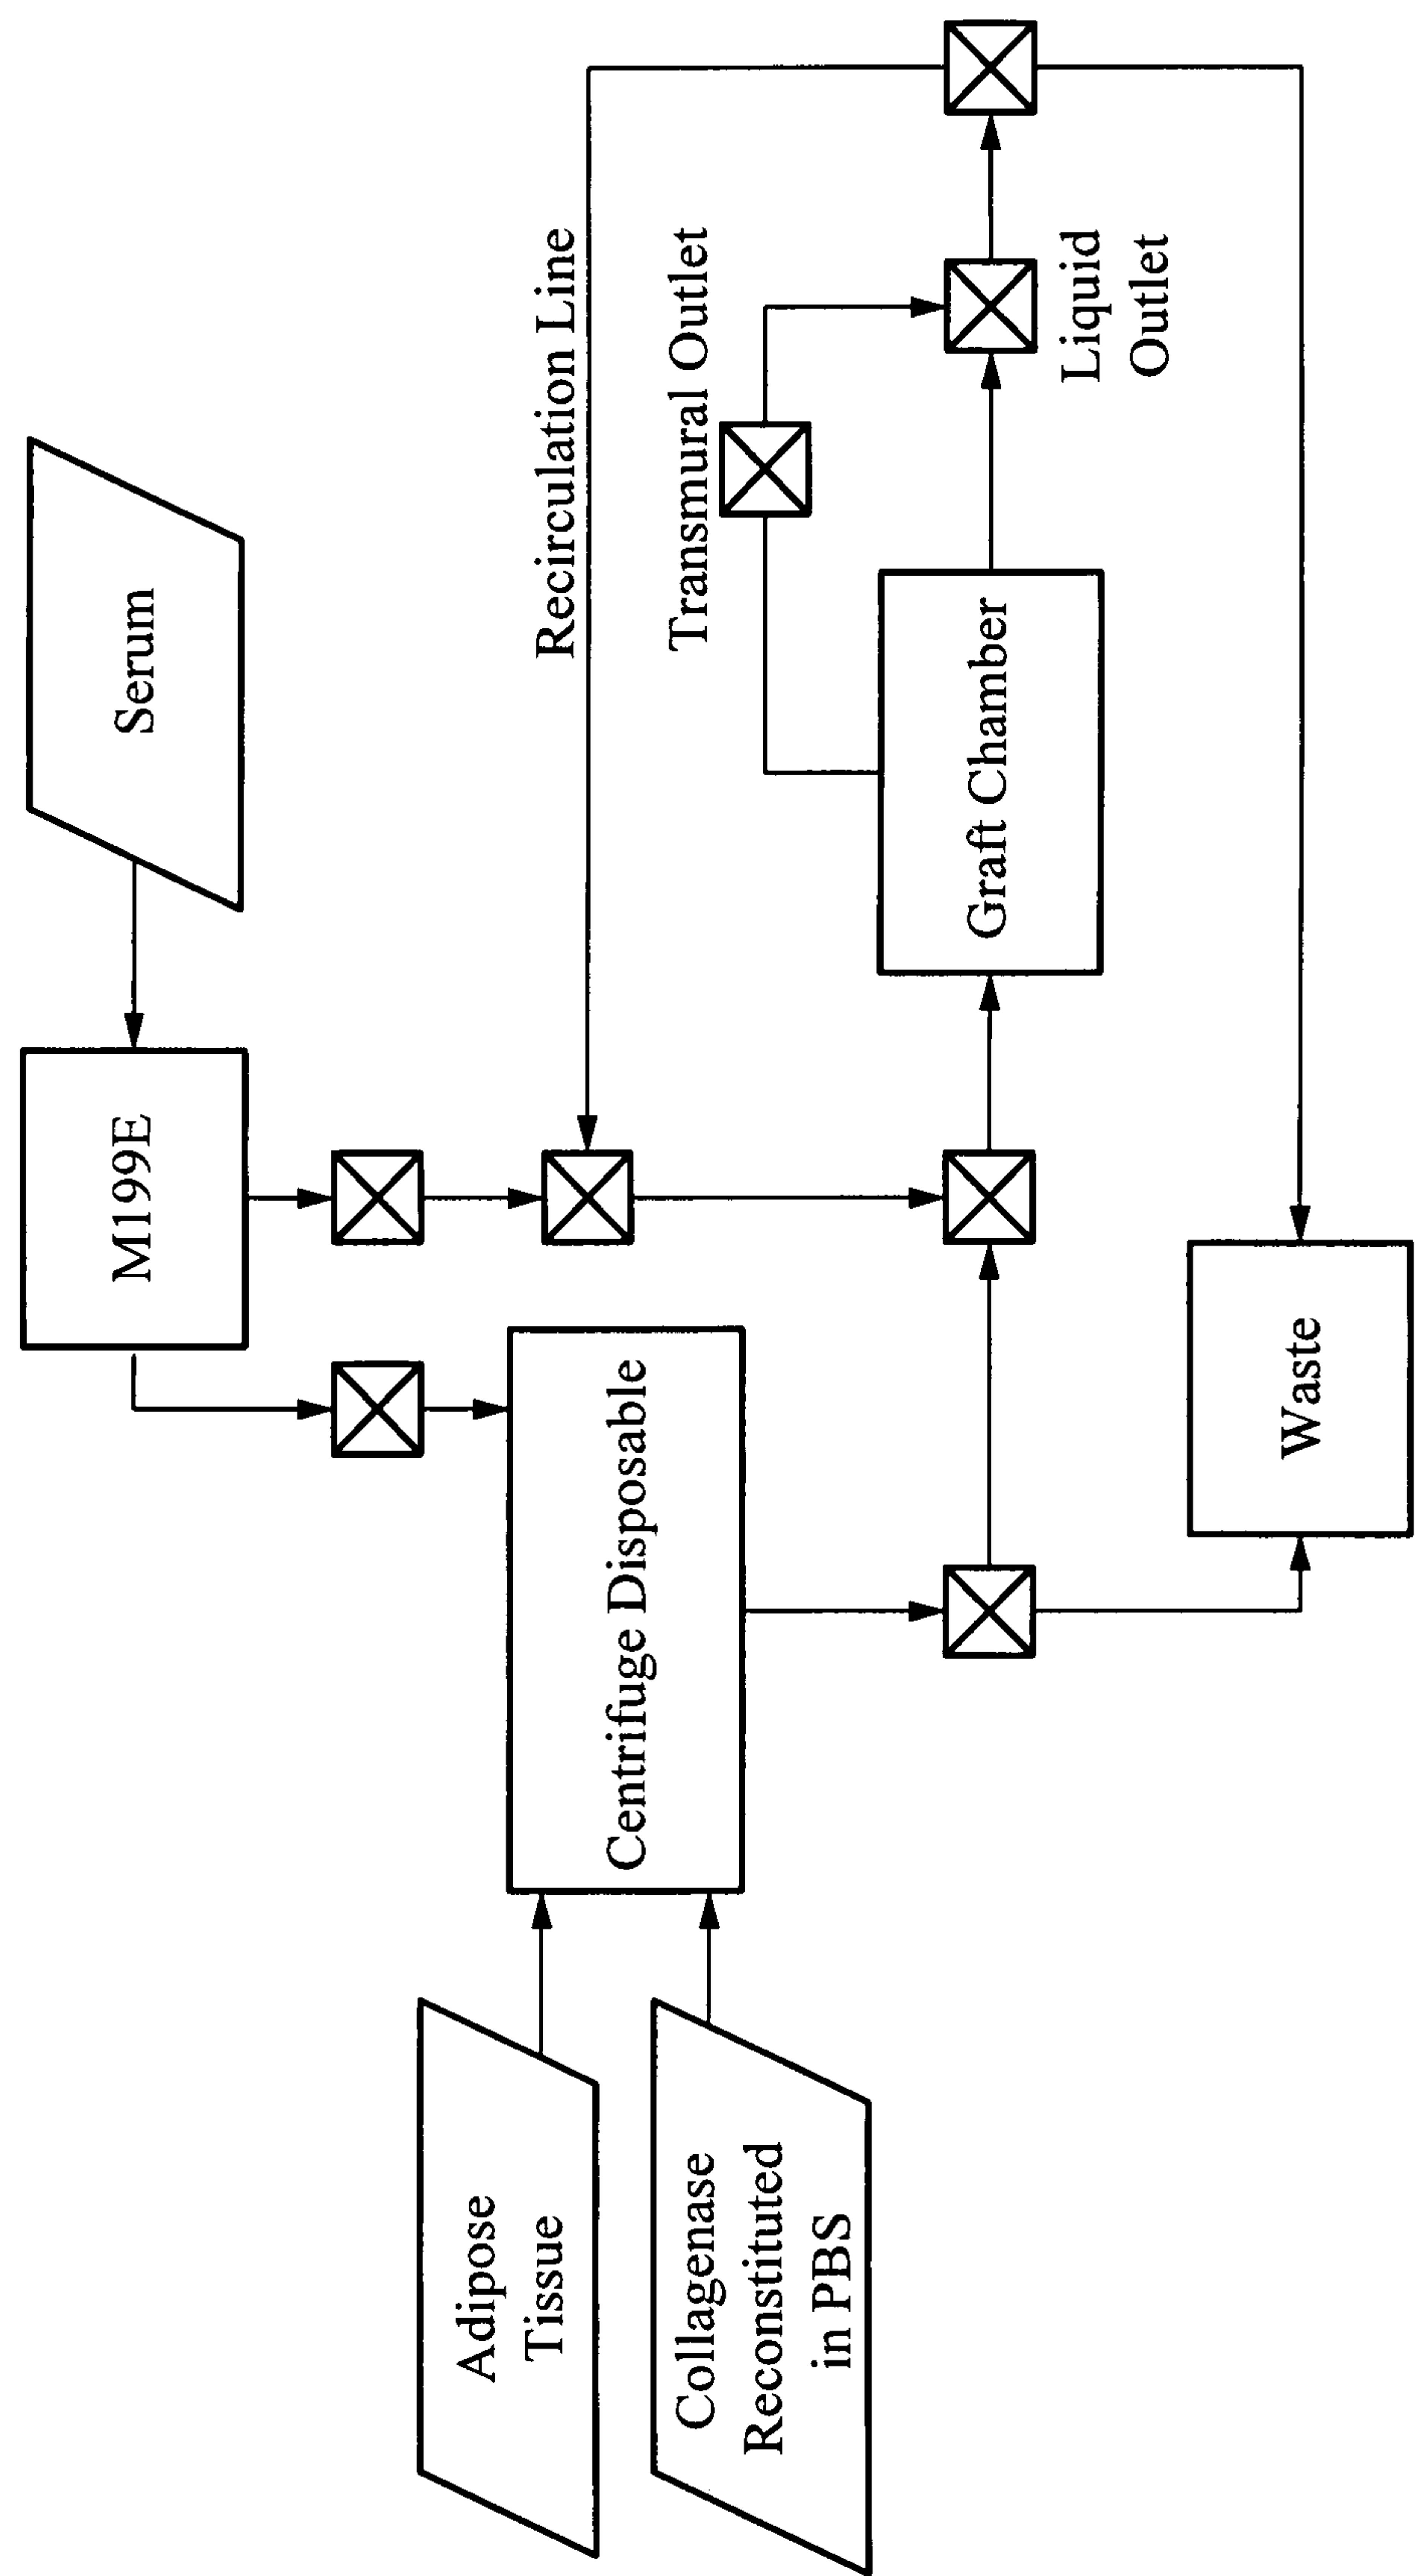 Serum
M199E
Recirculation Line
Transmural Outlet
Liquid
Outlet
Graft Chamber
Centrifuge Disposable
Waste
Adipose
Tissue
Collagenase
Reconstituted
in PBS